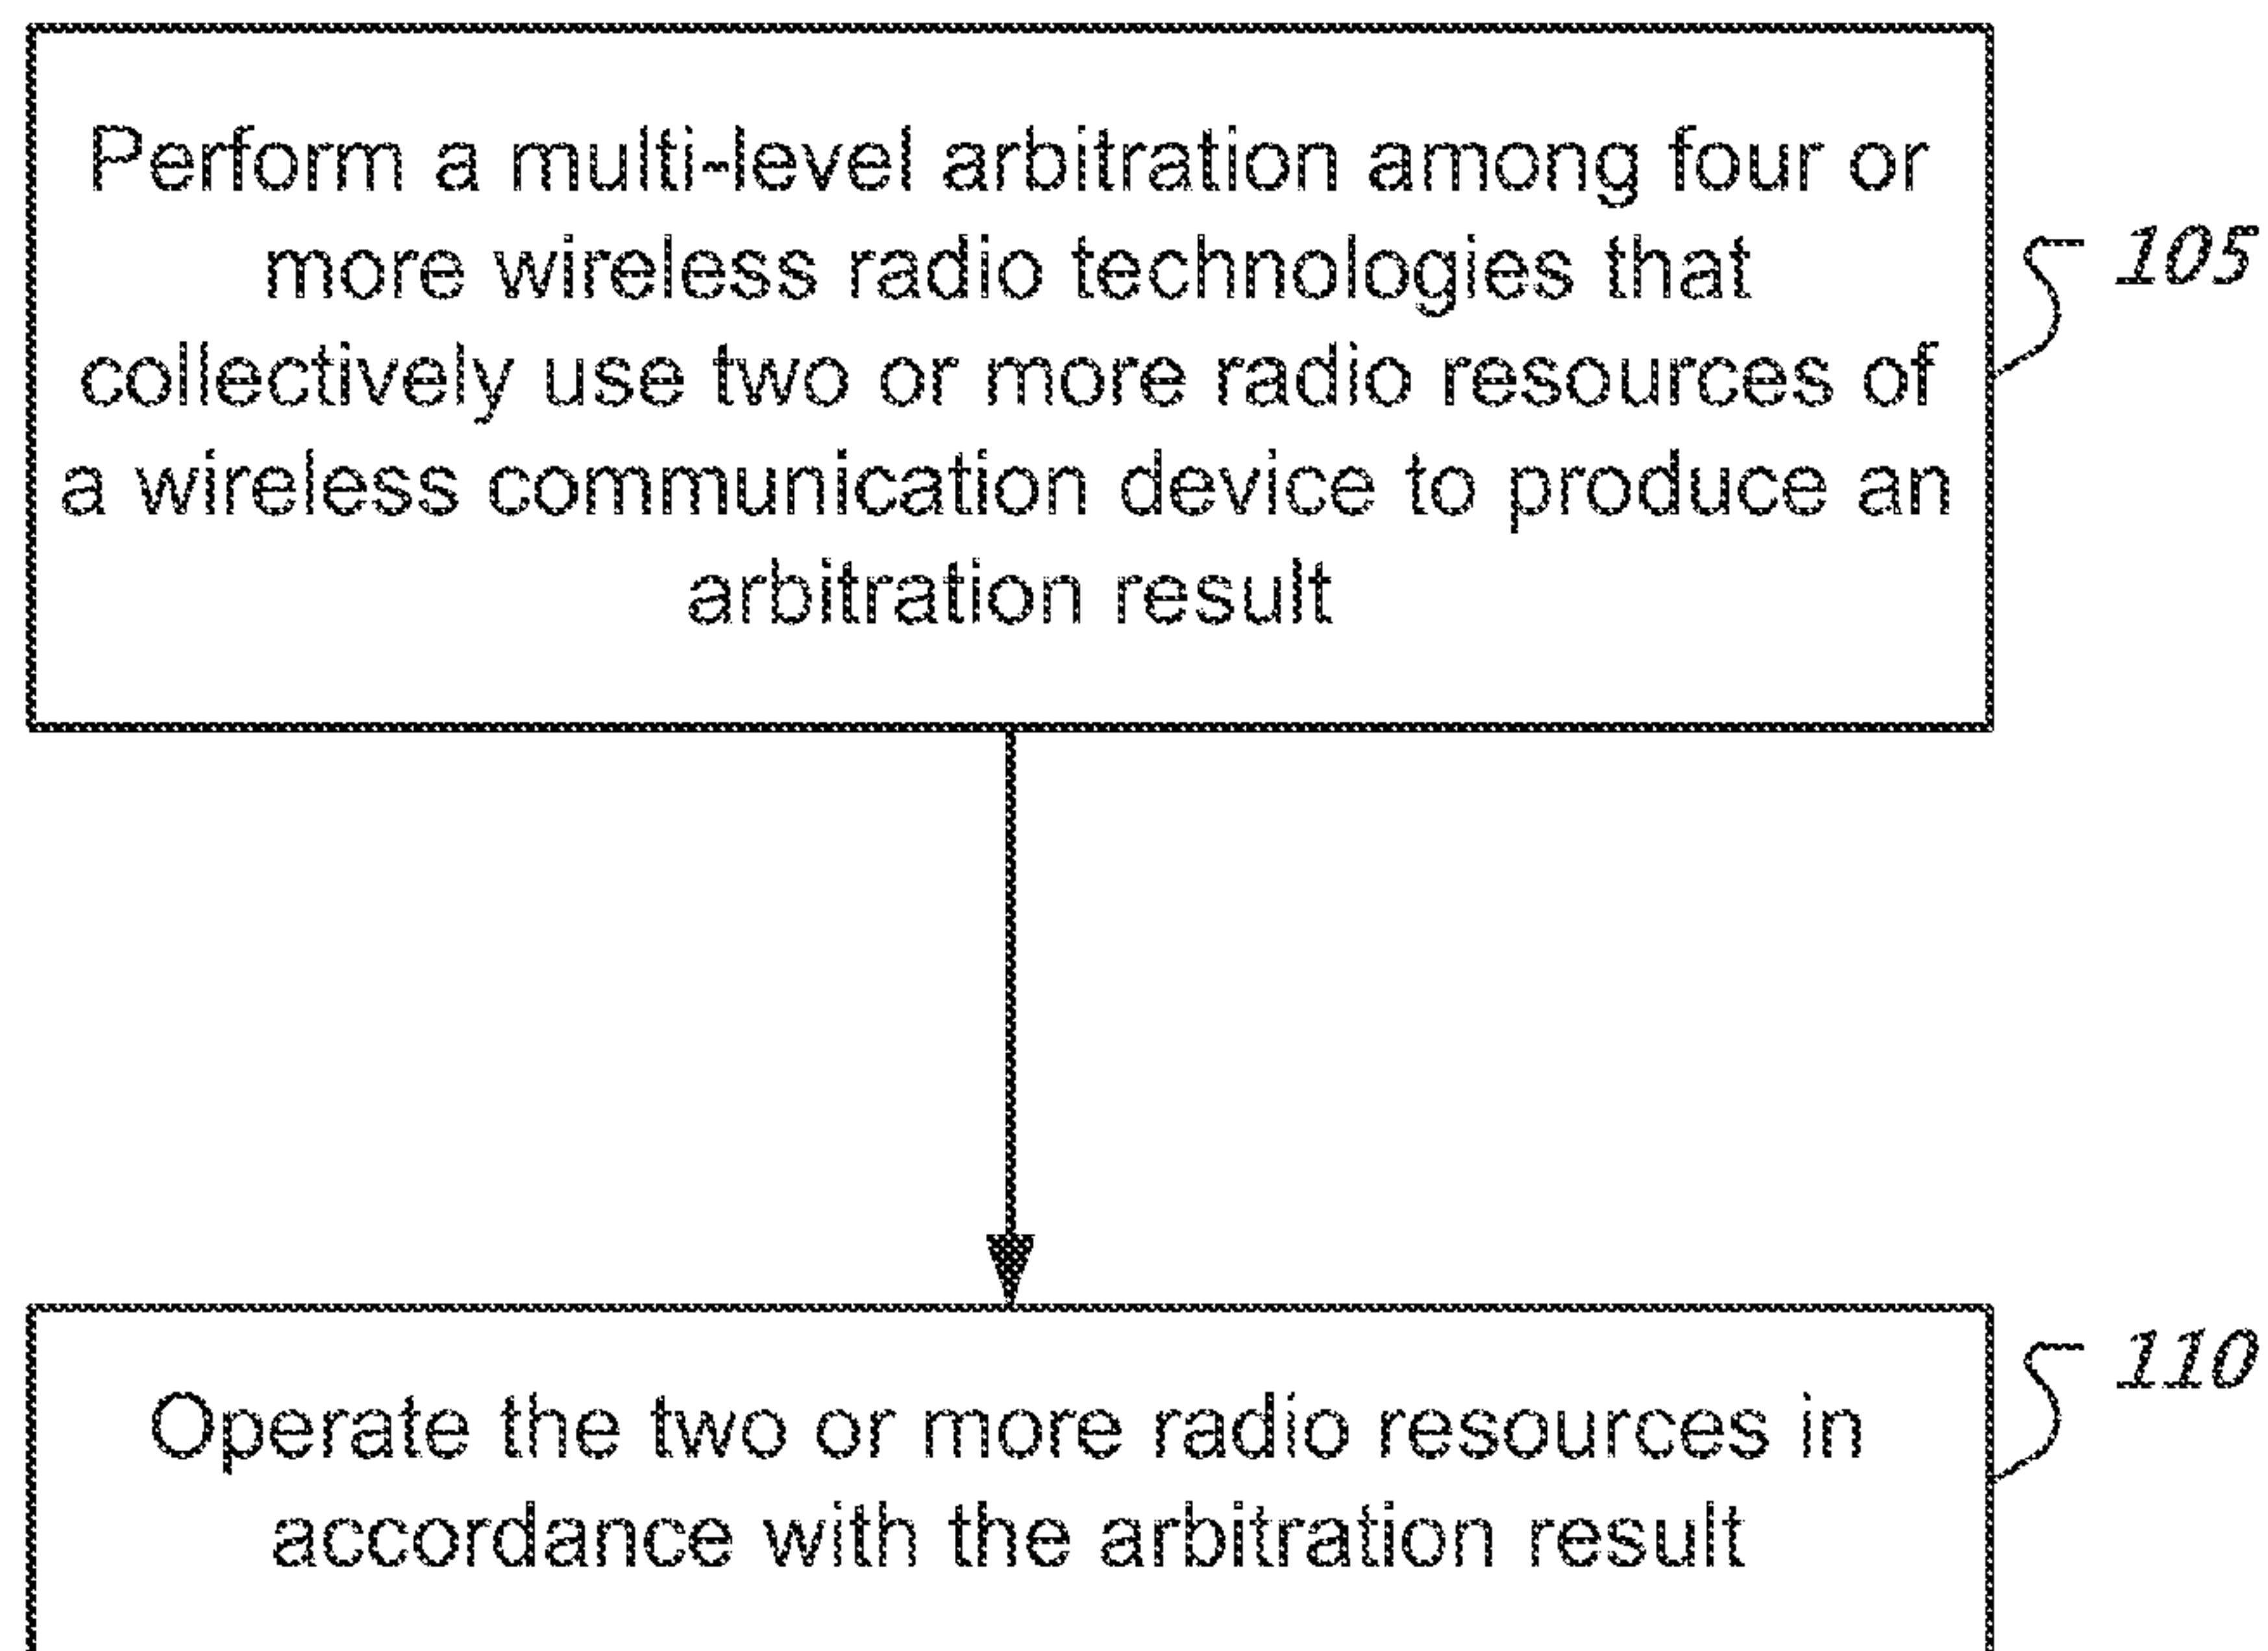 Perform a multi-level arbitration among four or
more wireless radio technologies that
collectively use two or more radio resources of
a wireless communication device to produce an
arbitration result
105
Operate the two or more radio resources in
accordance with the arbitration result
110